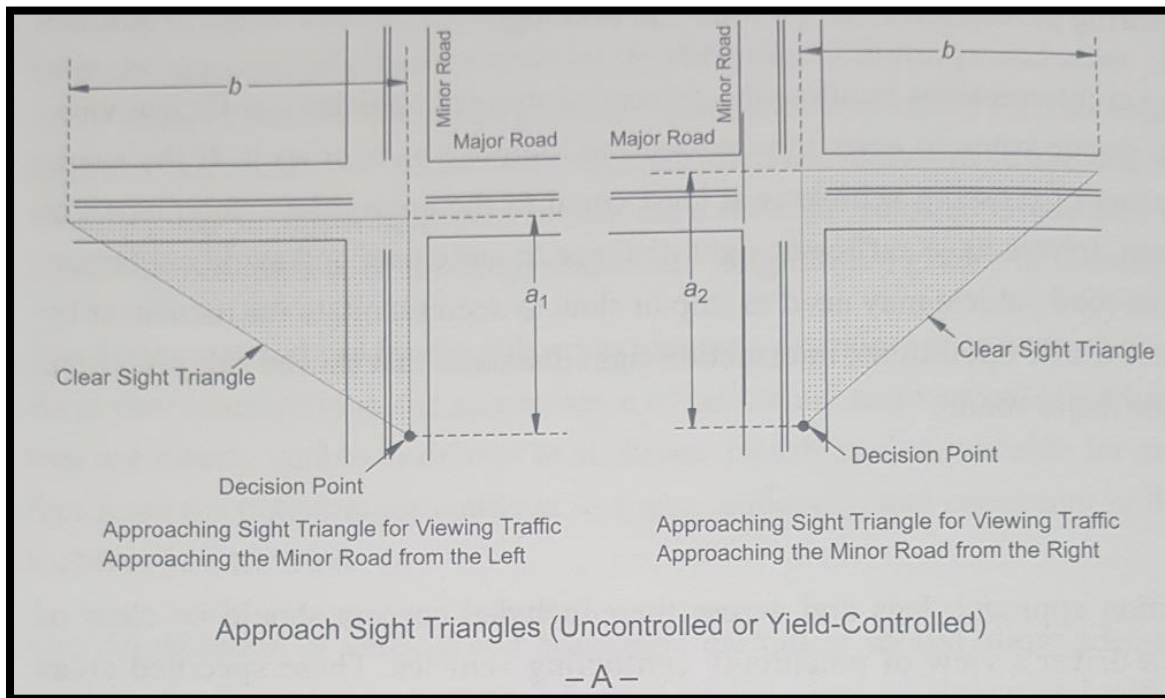 b
Minor Road
Major Road
a1
Clear Sight Triangle
Decision Point
Approaching Sight Triangle for Viewing Traffic
Approaching the Minor Road from the Left
b
Minor Road
Major Road
a2
Clear Sight Triangle
Decision Point
Approaching Sight Triangle for Viewing Traffic
Approaching the Minor Road from the Right
Approach Sight Triangles (Uncontrolled or Yield-Controlled)
– A –